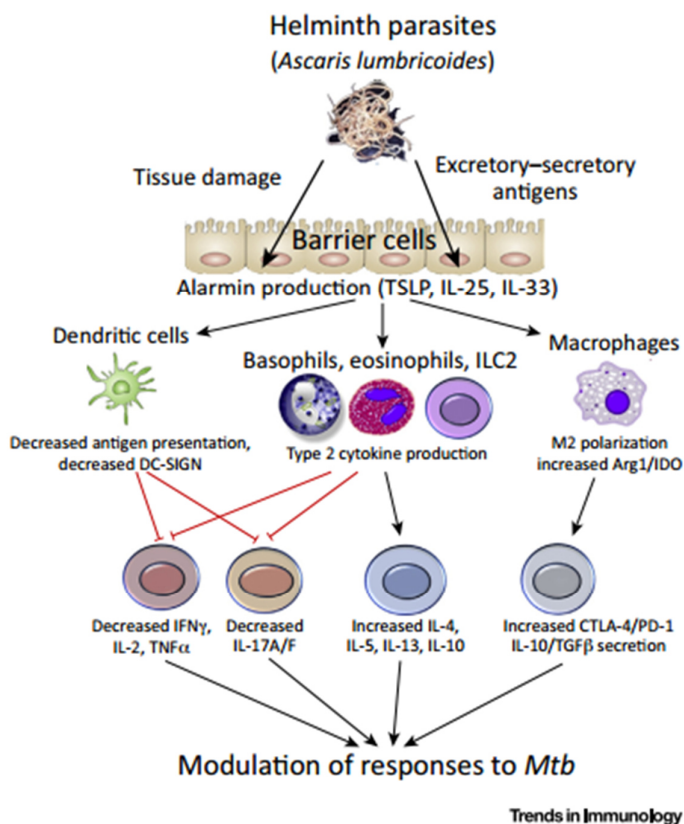 Helminth parasites
(Ascaris lumbricoides)
Tissue damage
Excretory–secretory
antigens
Barrier cells
Alarmin production (TSLP, IL-25, IL-33)
Dendritic cells
Basophils, eosinophils, ILC2
Macrophages
Decreased antigen presentation,
decreased DC-SIGN
Type 2 cytokine production
M2 polarization
increased Arg1/IDO
Decreased IFNγ,
IL-2, TNFα
Decreased
IL-17A/F
Increased IL-4,
IL-5, IL-13, IL-10
Increased CTLA-4/PD-1
IL-10/TGFβ secretion
Modulation of responses to Mtb
Trends in Immunology